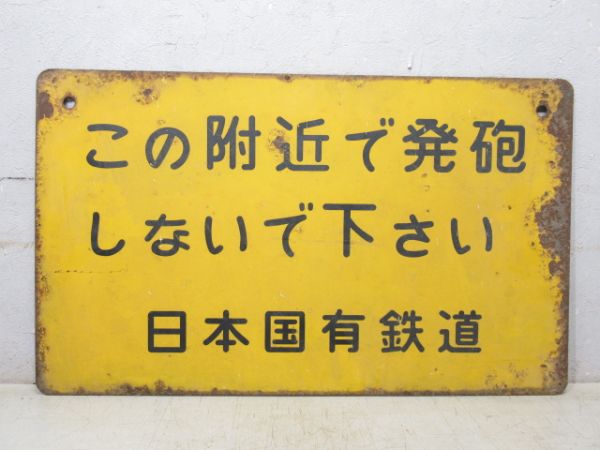 この附近で発砲
しないで下さい
日本国有鉄道